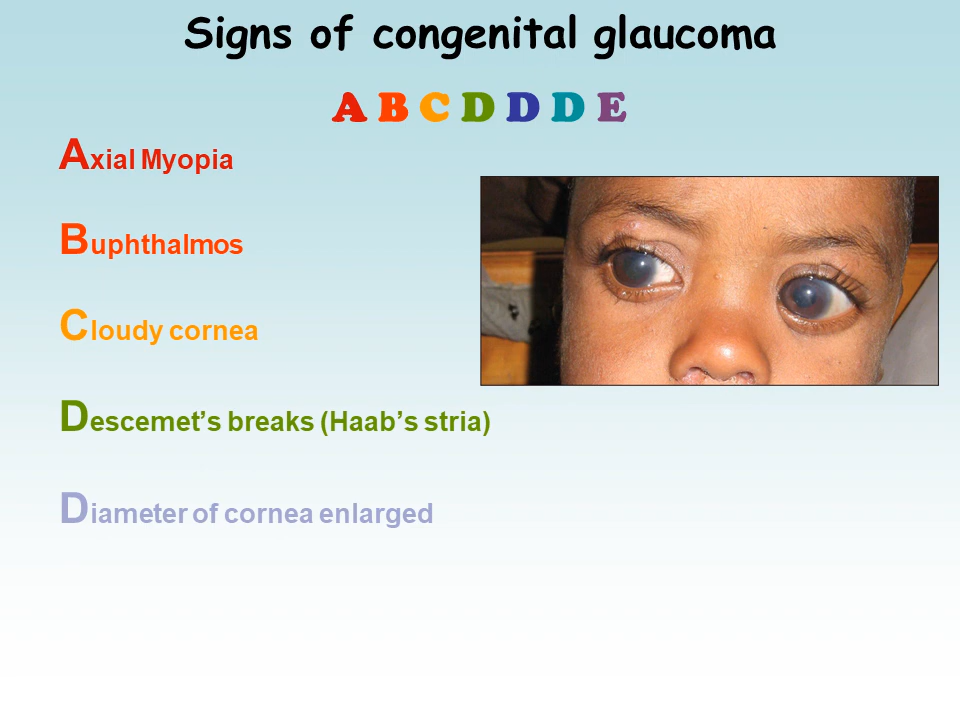 Signs of congenital glaucoma
A B C D D D E
Axial Myopia
Buphthalmos
Cloudy cornea
Descemet’s breaks (Haab’s stria)
Diameter of cornea enlarged